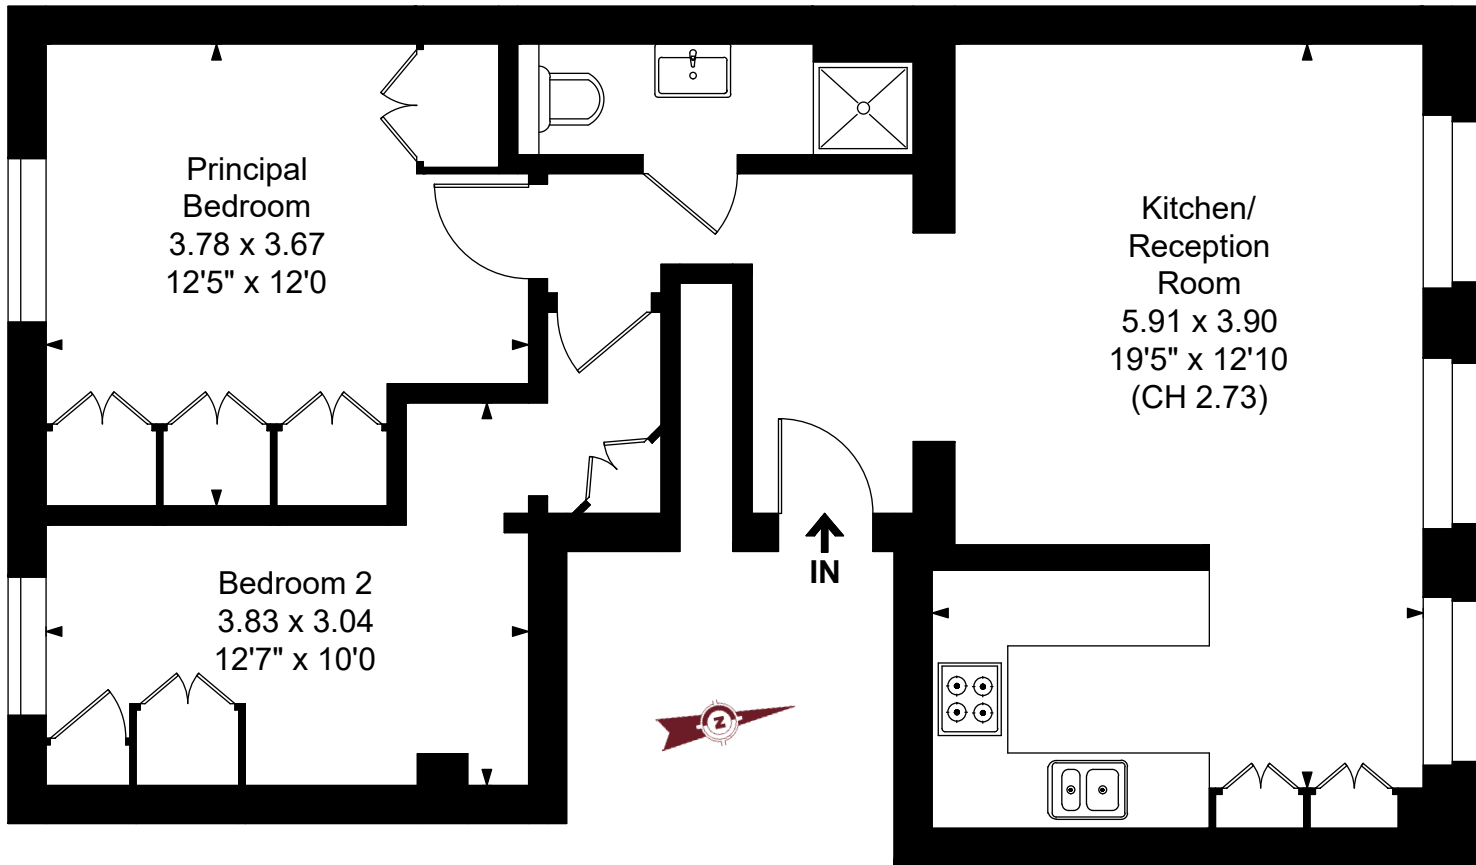 Principal
Bedroom
3.78 x 3.67
12'5" x 12'0
Kitchen/
Reception
Room
5.91 x 3.90
19'5" x 12'10
(CH 2.73)
Bedroom 2
3.83 x 3.04
12'7" x 10'0
IN
N